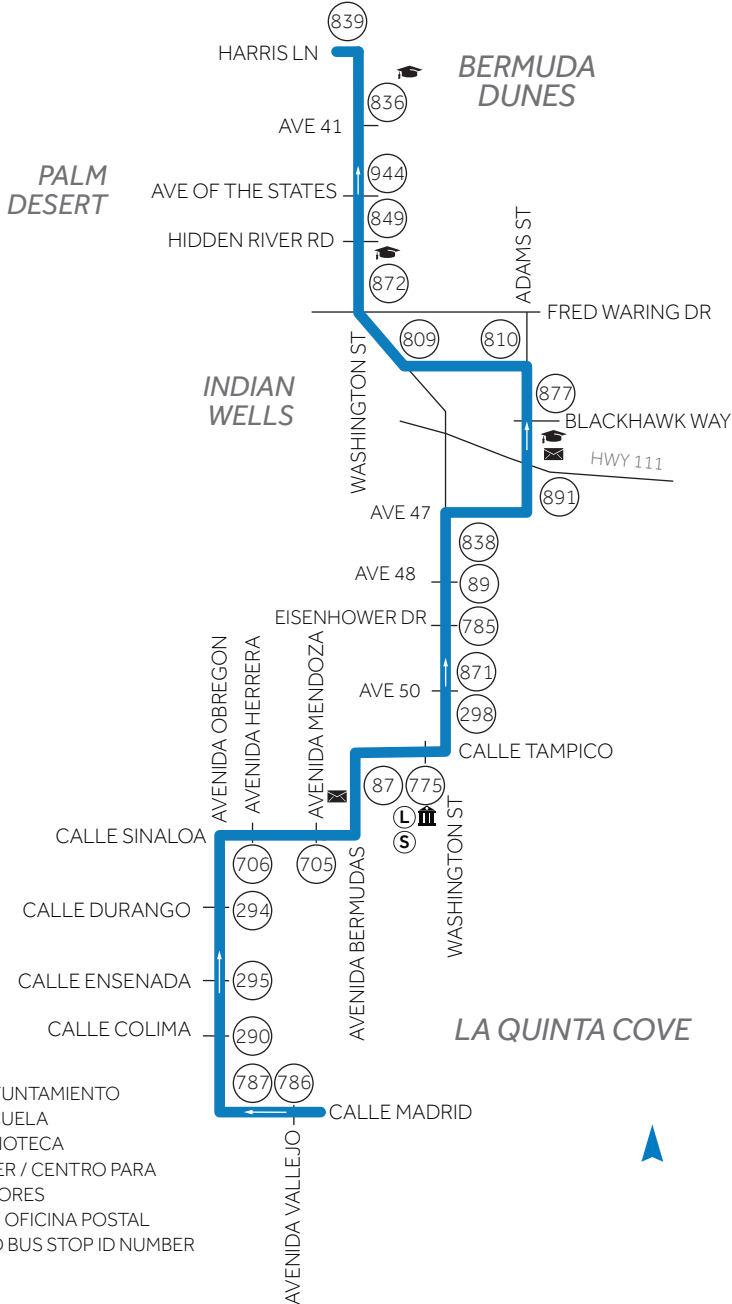 839
HARRIS LN
BERMUDA
DUNES
836
AVE 41
PALM
DESERT
944
AVE OF THE STATES
849
HIDDEN RIVER RD
872
ADAMS ST
FRED WARING DR
809
810
WASHINGTON ST
INDIAN
WELLS
877
BLACKHAWK WAY
HWY 111
891
AVE 47
838
AVE 48
89
EISENHOWER DR
785
871
AVE 50
298
AVENIDA OBREGON
AVENIDA HERRERA
AVENIDA MENDOZA
CALLE TAMPICO
87
775
L
S
CALLE SINALOA
706
705
AVENIDA BERMUDAS
WASHINGTON ST
CALLE DURANGO
294
CALLE ENSENADA
295
CALLE COLIMA
290
LA QUINTA COVE
787
786
CALLE MADRID
AVENIDA VALLEJO
UNTAMIENTO
UELA
IOTECA
ER / CENTRO PARA
ORES
/ OFICINA POSTAL
D BUS STOP ID NUMBER